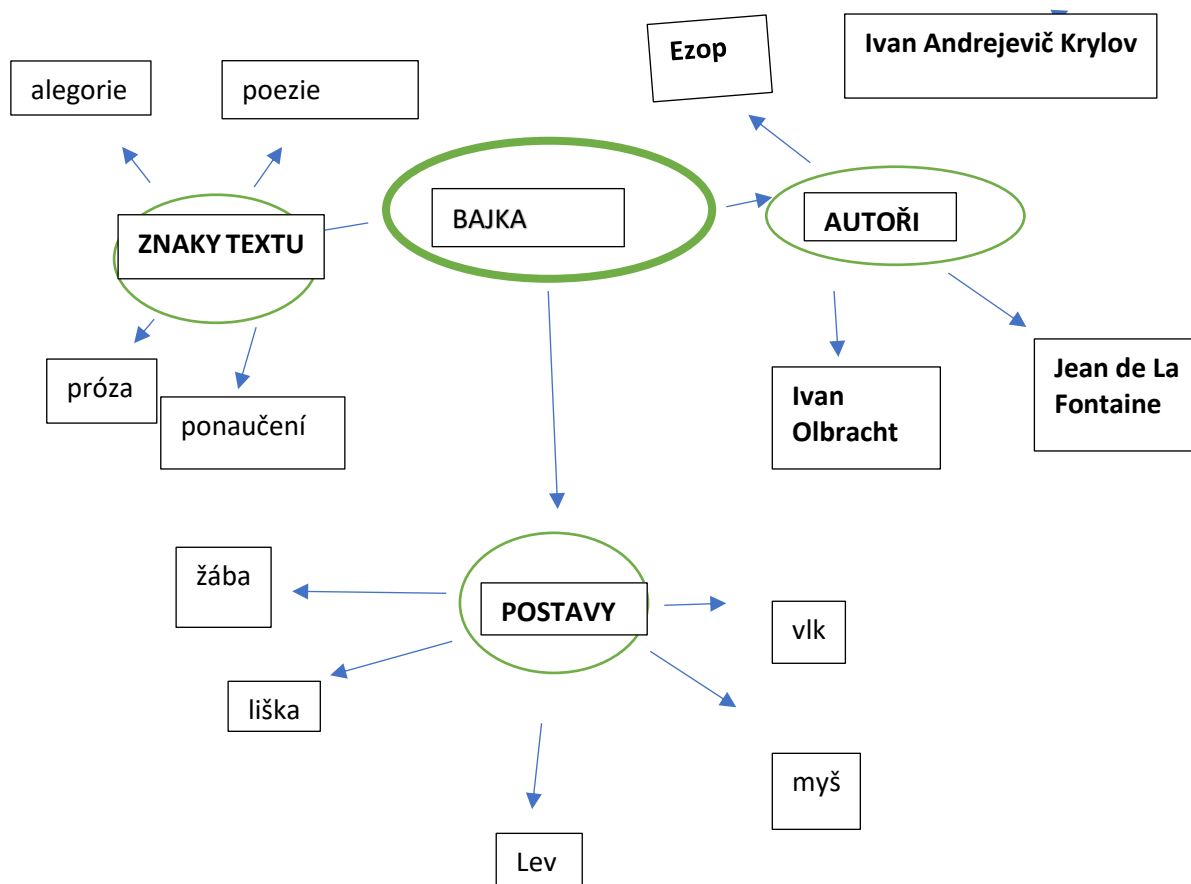 Ezop
Ivan Andrejevič Krylov
alegorie
poezie
BAJKA
AUTOŘI
ZNAKY TEXTU
próza
ponaučení
Ivan
Olbracht
Jean de La
Fontaine
žába
POSTAVY
vlk
liška
myš
Lev